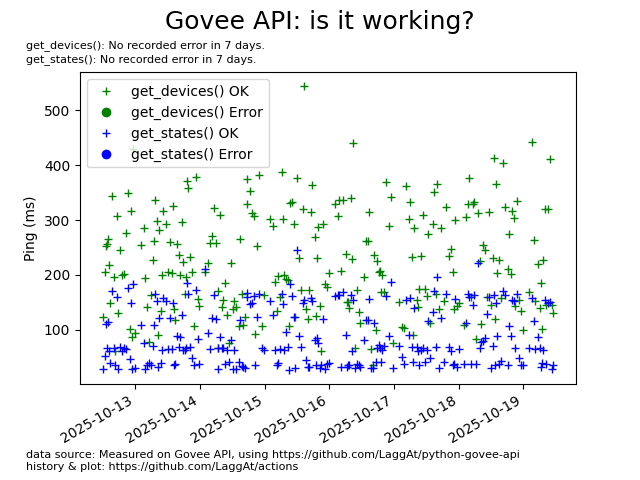 Govee API: is it working?
get_devices(): No recorded error in 7 days.
get_states(): No recorded error in 7 days.
get_devices() OK
get_devices() Error
get_states() OK
get_states() Error
Ping (ms)
500
400
300
200
100
2025-10-13
2025-10-14
2025-10-15
2025-10-16
2025-10-17
2025-10-18
2025-10-19
data source: Measured on Govee API, using https://github.com/LaggAt/python-govee-api
history & plot: https://github.com/LaggAt/actions